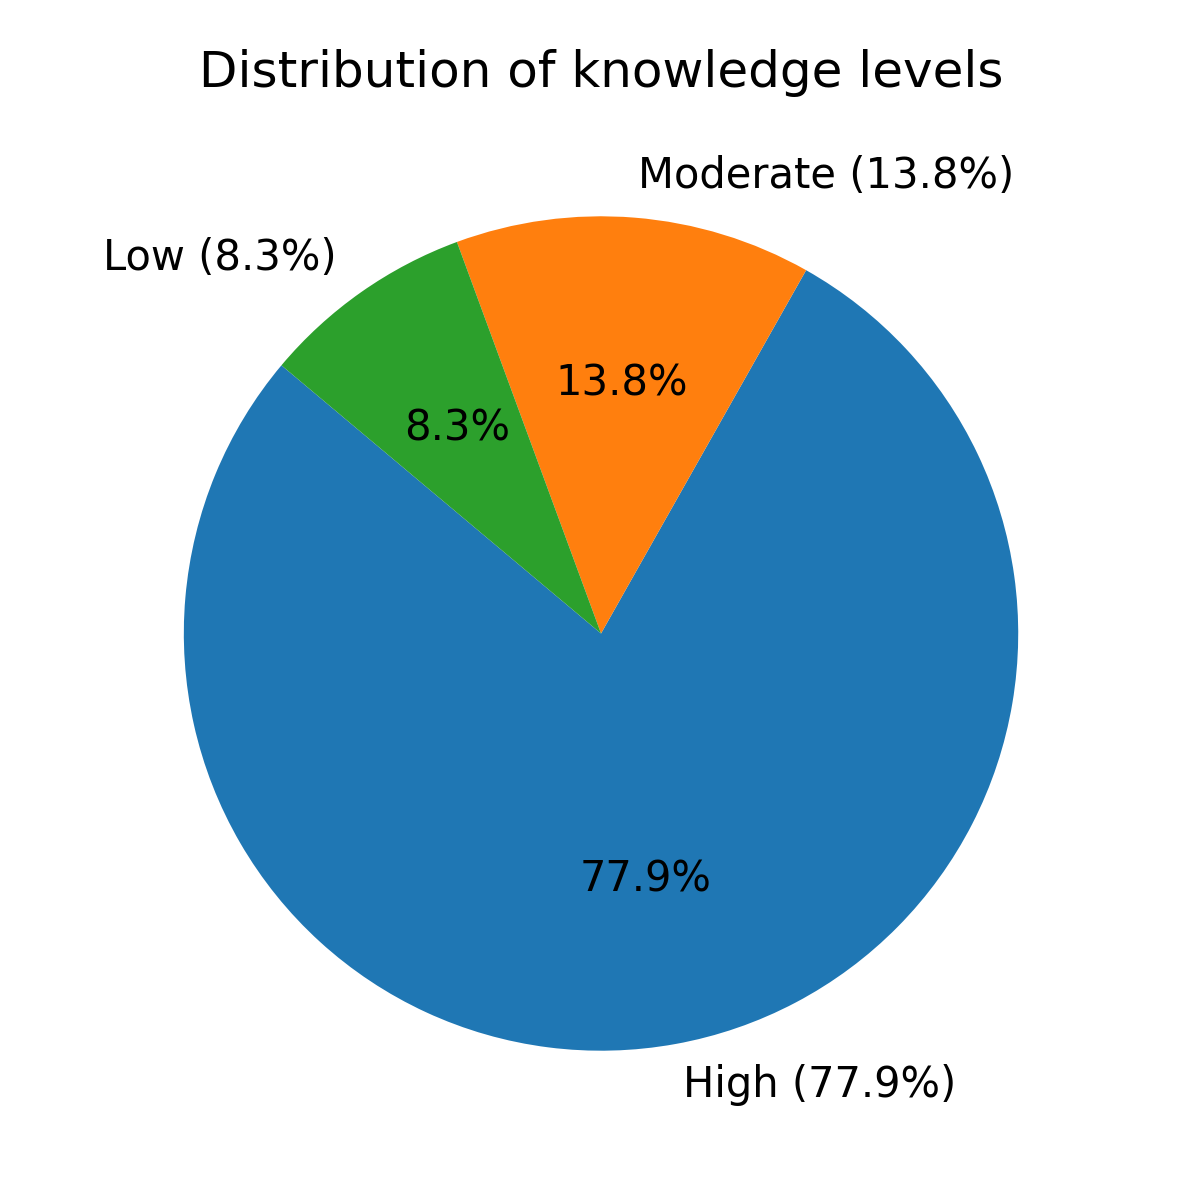 Distribution of knowledge levels
Moderate (13.8%)
Low (8.3%)
13.8%
8.3%
77.9%
High (77.9%)